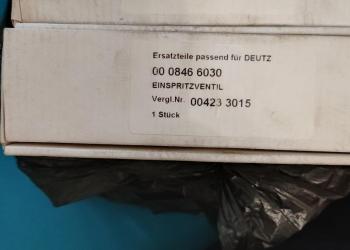 Ersatzteile passend für DEUTZ
00 0846 6030
EINSPRITZVENTIL
Vergl.Nr. 00423 3015
1 Stück